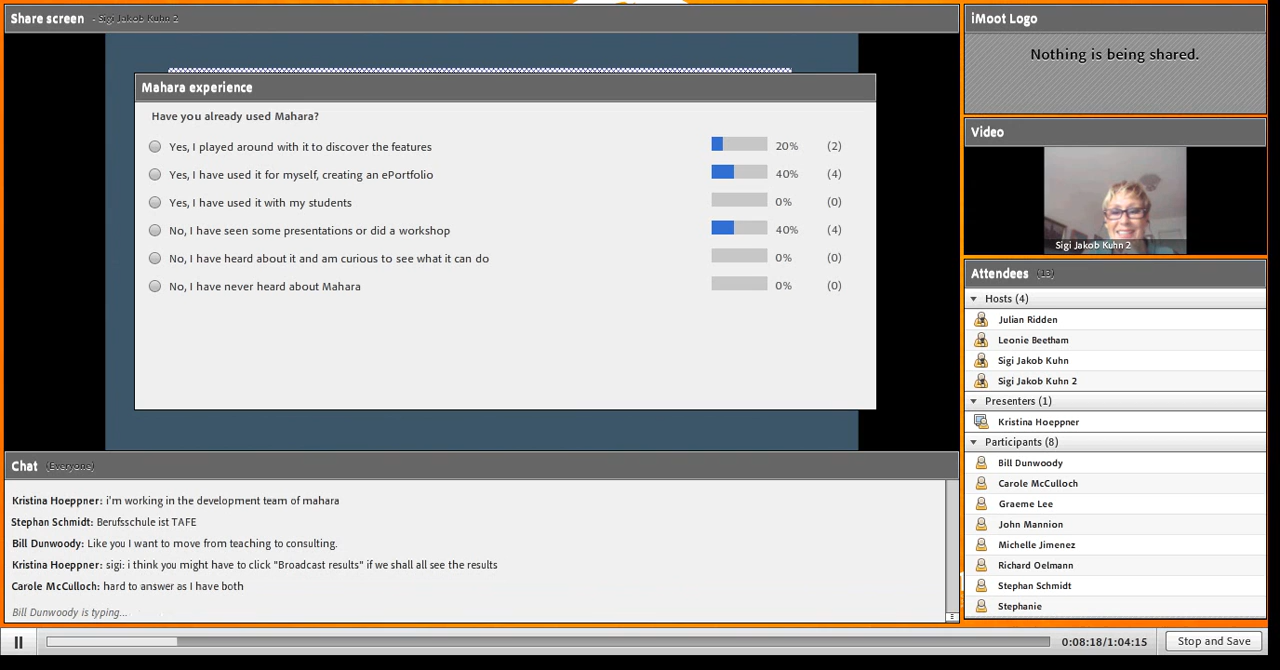 Share screen - Sigi Jakob Kuhn 2
Mahara experience
Have you already used Mahara?
Yes, I played around with it to discover the features 20% (2)
Yes, I have used it for myself, creating an ePortfolio 40% (4)
Yes, I have used it with my students 0% (0)
No, I have seen some presentations or did a workshop 40% (4)
No, I have heard about it and am curious to see what it can do 0% (0)
No, I have never heard about Mahara 0% (0)
Chat (Everyone)
Kristina Hoeppner: i'm working in the development team of mahara
Stephan Schmidt: Berufsschule ist TAFE
Bill Dunwoody: Like you I want to move from teaching to consulting.
Kristina Hoeppner: sigi: i think you might have to click "Broadcast results" if we shall all see the results
Carole McCulloch: hard to answer as I have both
Bill Dunwoody is typing...
iMoot Logo
Nothing is being shared.
Video
Sigi Jakob Kuhn 2
Attendees (13)
Hosts (4)
Julian Ridden
Leonie Beetham
Sigi Jakob Kuhn
Sigi Jakob Kuhn 2
Presenters (1)
Kristina Hoeppner
Participants (8)
Bill Dunwoody
Carole McCulloch
Graeme Lee
John Mannion
Michelle Jimenez
Richard Oelmann
Stephan Schmidt
Stephanie
0:08:18/1:04:15
Stop and Save